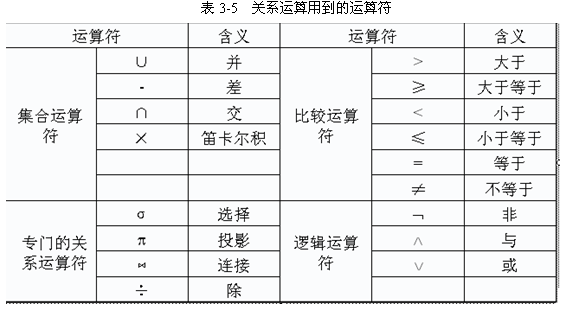 表 3-5 关系运算用到的运算符
运算符 含义 运算符 含义
集合运算符 ∪ 并 比较运算符 > 大于
- 差 ≥ 大于等于
∩ 交 < 小于
× 笛卡尔积 ≤ 小于等于
= 等于
≠ 不等于
专门的关系运算符 σ 选择 逻辑运算符 ¬ 非
π 投影 ∧ 与
⋈ 连接 ∨ 或
÷ 除